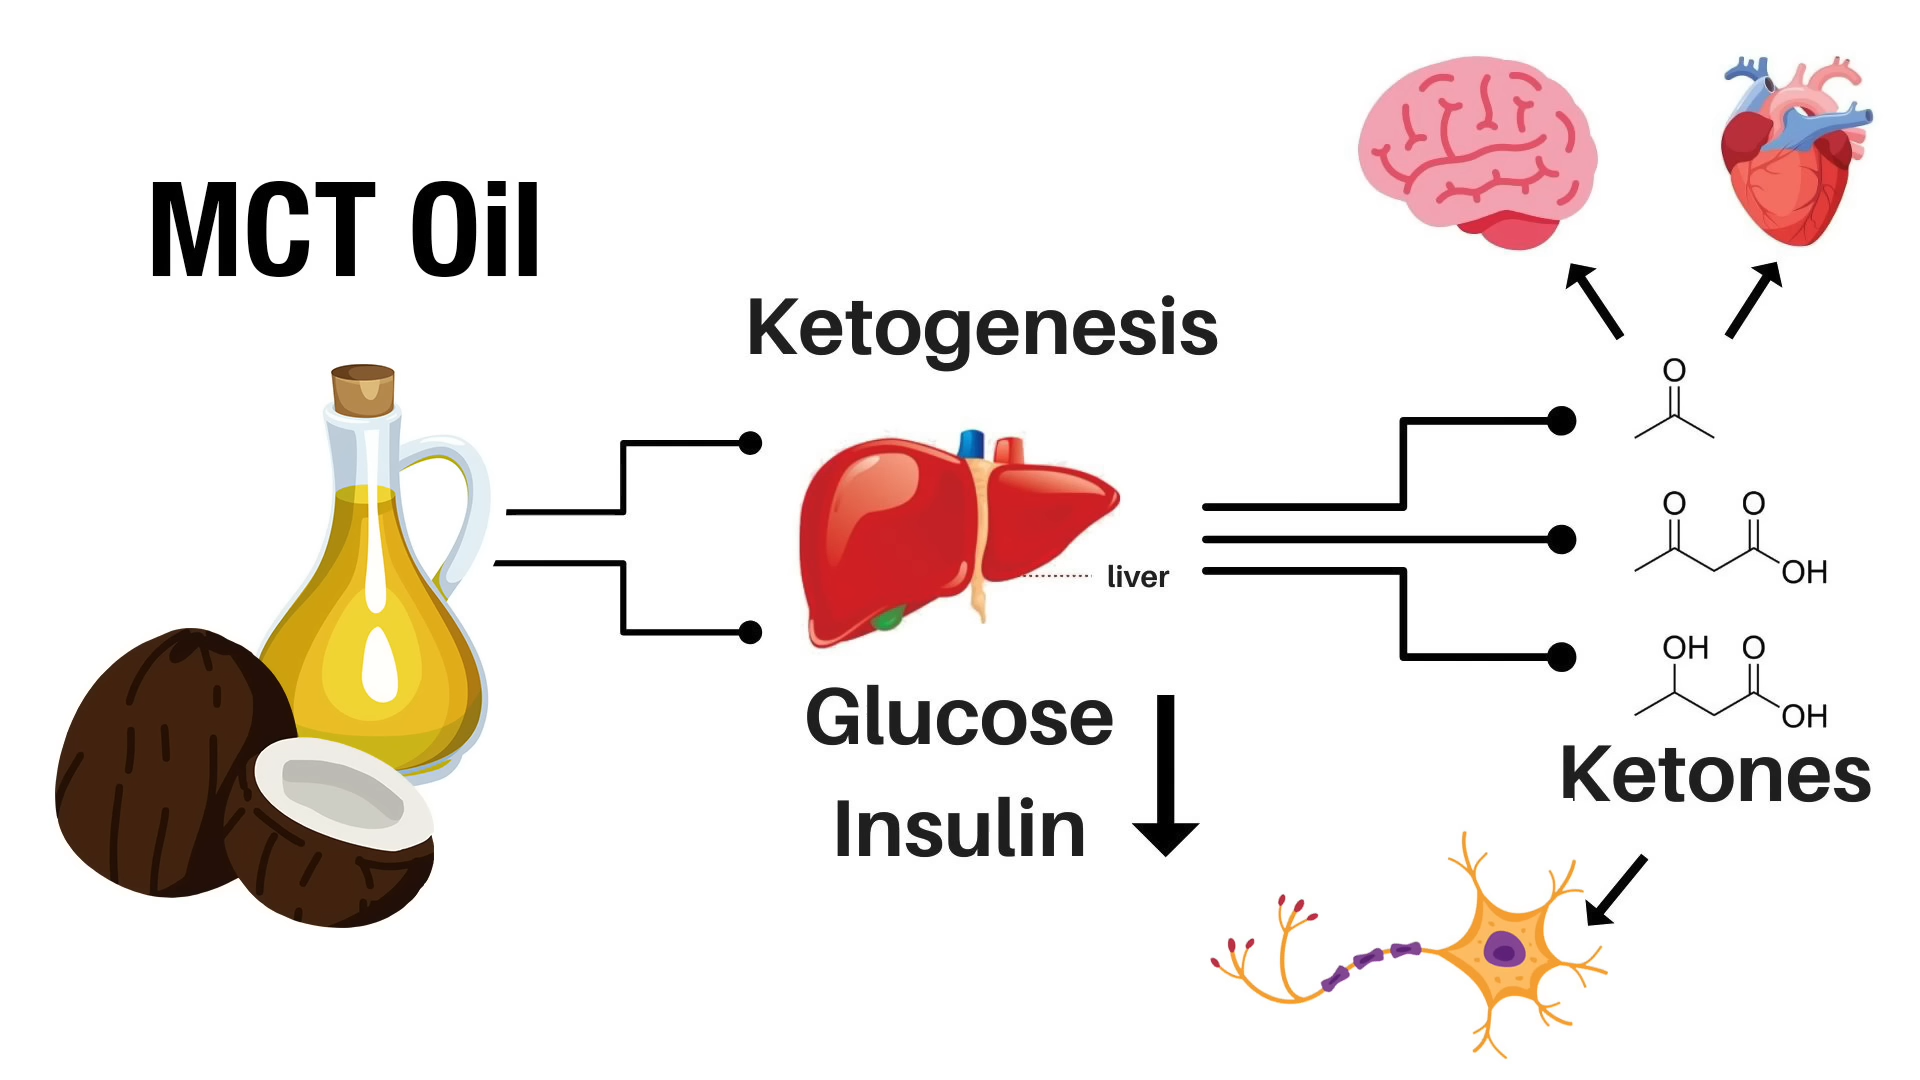 MCT Oil
Ketogenesis
liver
Glucose
Insulin
O
O O
OH
OH O
OH
Ketones